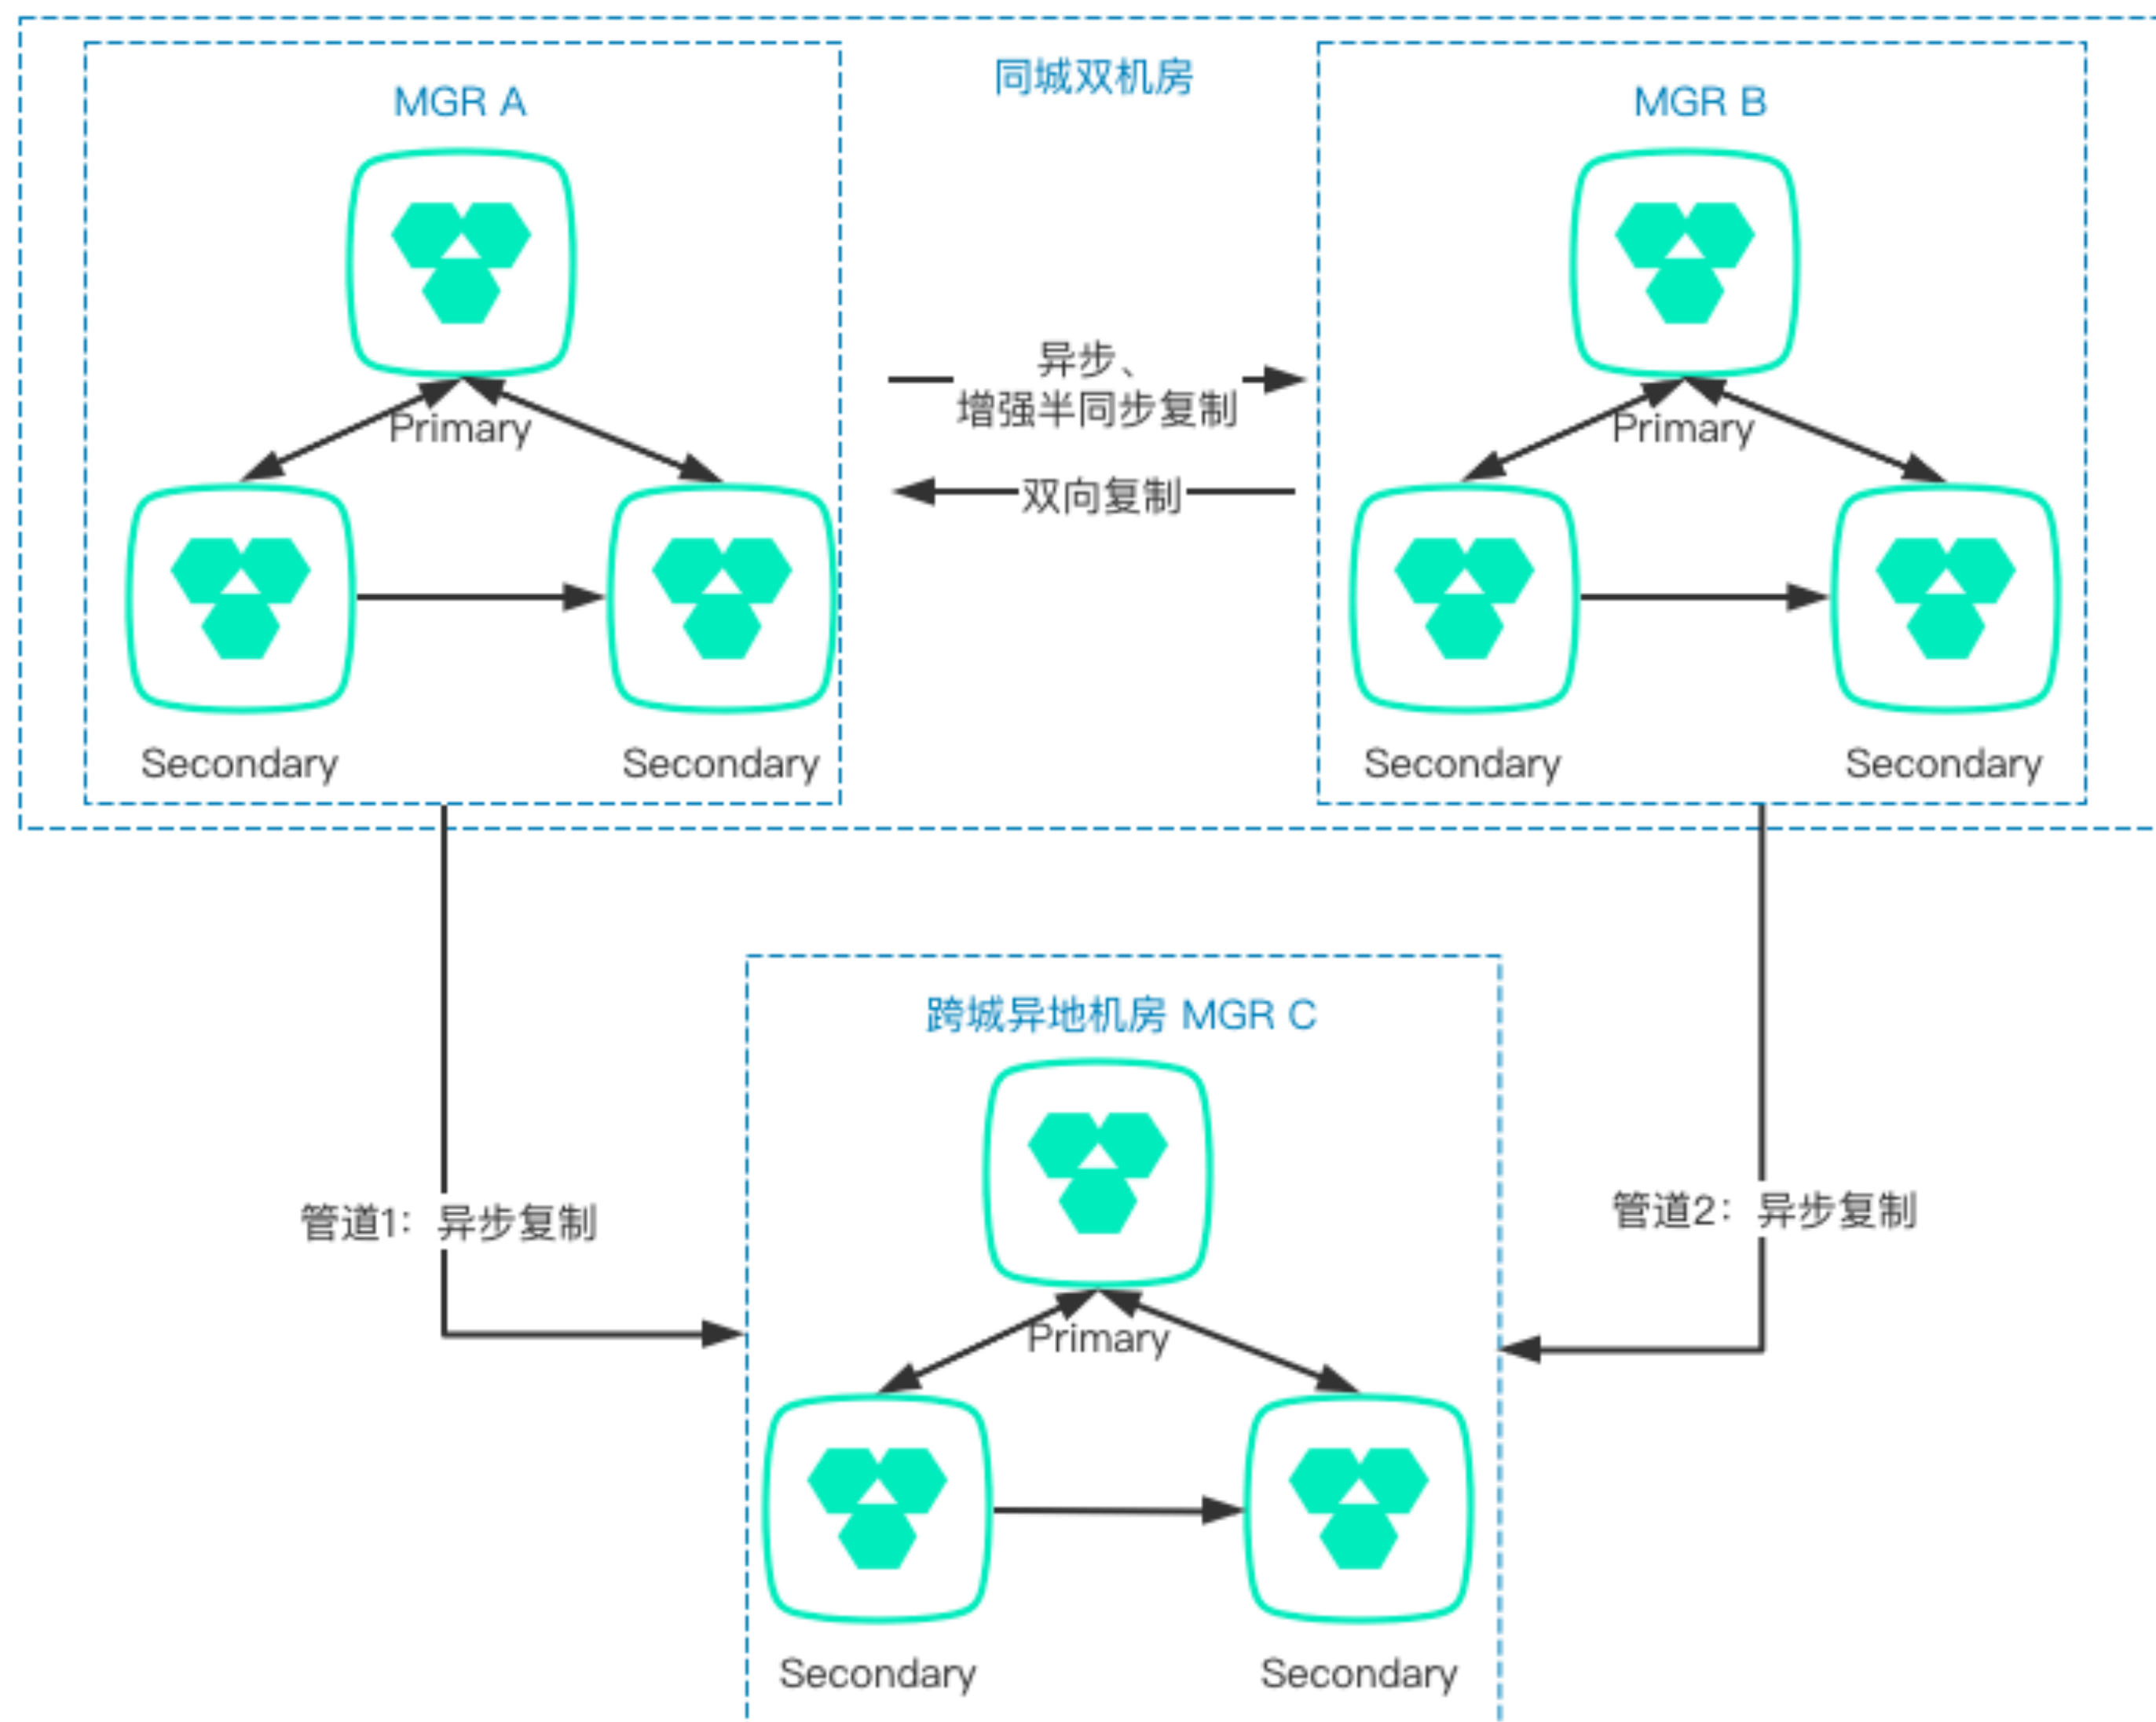 同城双机房
MGR A
MGR B
异步、
增强半同步复制
Primary
Primary
双向复制
Secondary
Secondary
Secondary
Secondary
跨城异地机房 MGR C
管道1：异步复制
管道2：异步复制
Primary
Secondary
Secondary